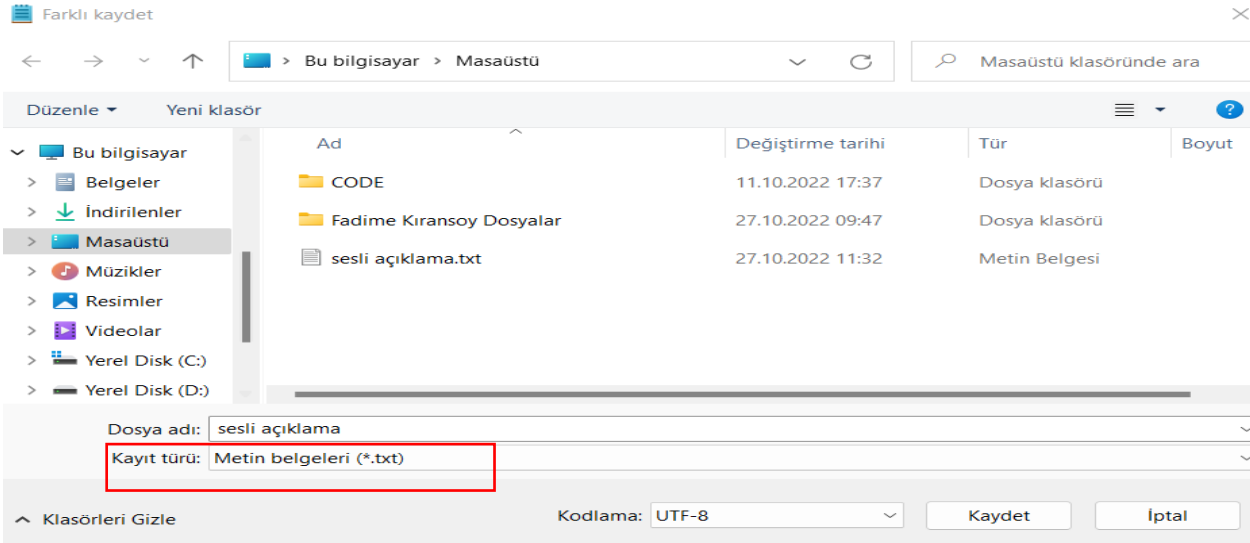 Farklı kaydet
Bu bilgisayar > Masaüstü
Masaüstü klasöründe ara
Düzenle Yeni klasör
Ad Değiştirme tarihi Tür Boyut
Bu bilgisayar
Belgeler
İndirilenler
Masaüstü
Müzikler
Resimler
Videolar
Yerel Disk (C:)
Yerel Disk (D:)
CODE 11.10.2022 17:37 Dosya klasörü
Fadime Kıransoy Dosyalar 27.10.2022 09:47 Dosya klasörü
sesli açıklama.txt 27.10.2022 11:32 Metin Belgesi
Dosya adı: sesli açıklama
Kayıt türü: Metin belgeleri (*.txt)
Klasörleri Gizle
Kodlama: UTF-8 Kaydet İptal